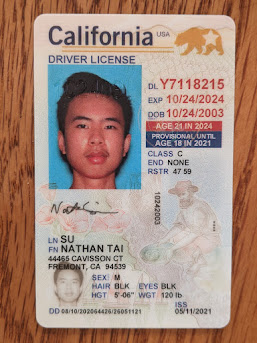 California USA
DRIVER LICENSE
DL Y7118215
EXP 10/24/2024
DOB 10/24/2003
AGE 21 IN 2024
PROVISIONAL UNTIL
AGE 18 IN 2021
CLASS C
END NONE
RSTR 47 59
10242003
LN SU
FN NATHAN TAI
44465 CAVISSON CT
FREMONT, CA 94539
SEX M
HAIR BLK EYES BLK
HGT 5'-06" WGT 120 lb
ISS
DD 08/10/202064426/26051121 05/11/2021